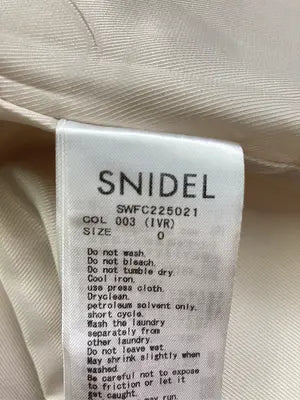 SNIDEL
SWFC225021
COL 003 (IVR)
SIZE 0
Do not wash.
Do not bleach.
Do not tumble dry
Cool iron,
use press cloth.
Dryclean,
petroleum solvent only,
short cycle.
Wash the laundry
separately from
other laundry.
Do not leave wet.
May shrink slightly when
washed.
Be careful not to expose
to friction or let it
get caught.